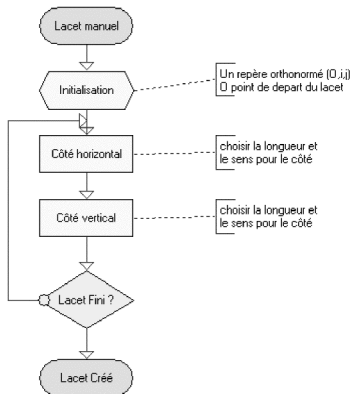 Lacet manuel
Initialisation
Un repère orthonormé (O,i,j)
O point de depart du lacet
Côté horizontal
choisir la longueur et
le sens pour le côté
Côté vertical
choisir la longueur et
le sens pour le côté
Lacet Fini ?
Lacet Créé